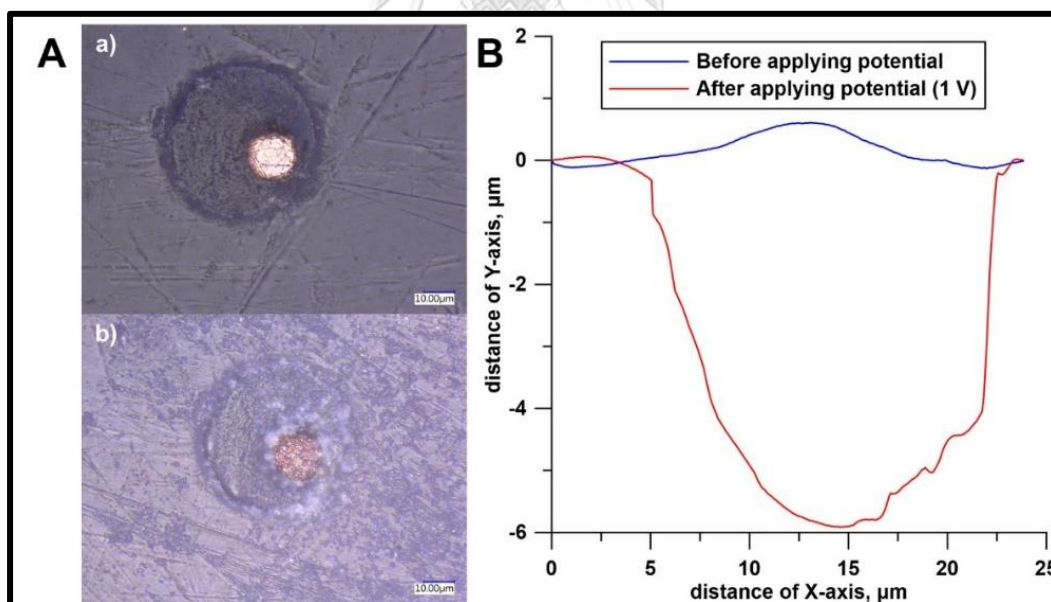 A
a)
10.00µm
b)
10.00µm
B
Before applying potential
After applying potential (1 V)
distance of Y-axis, µm
2
0
-2
-4
-6
0
5
10
15
20
25
distance of X-axis, µm